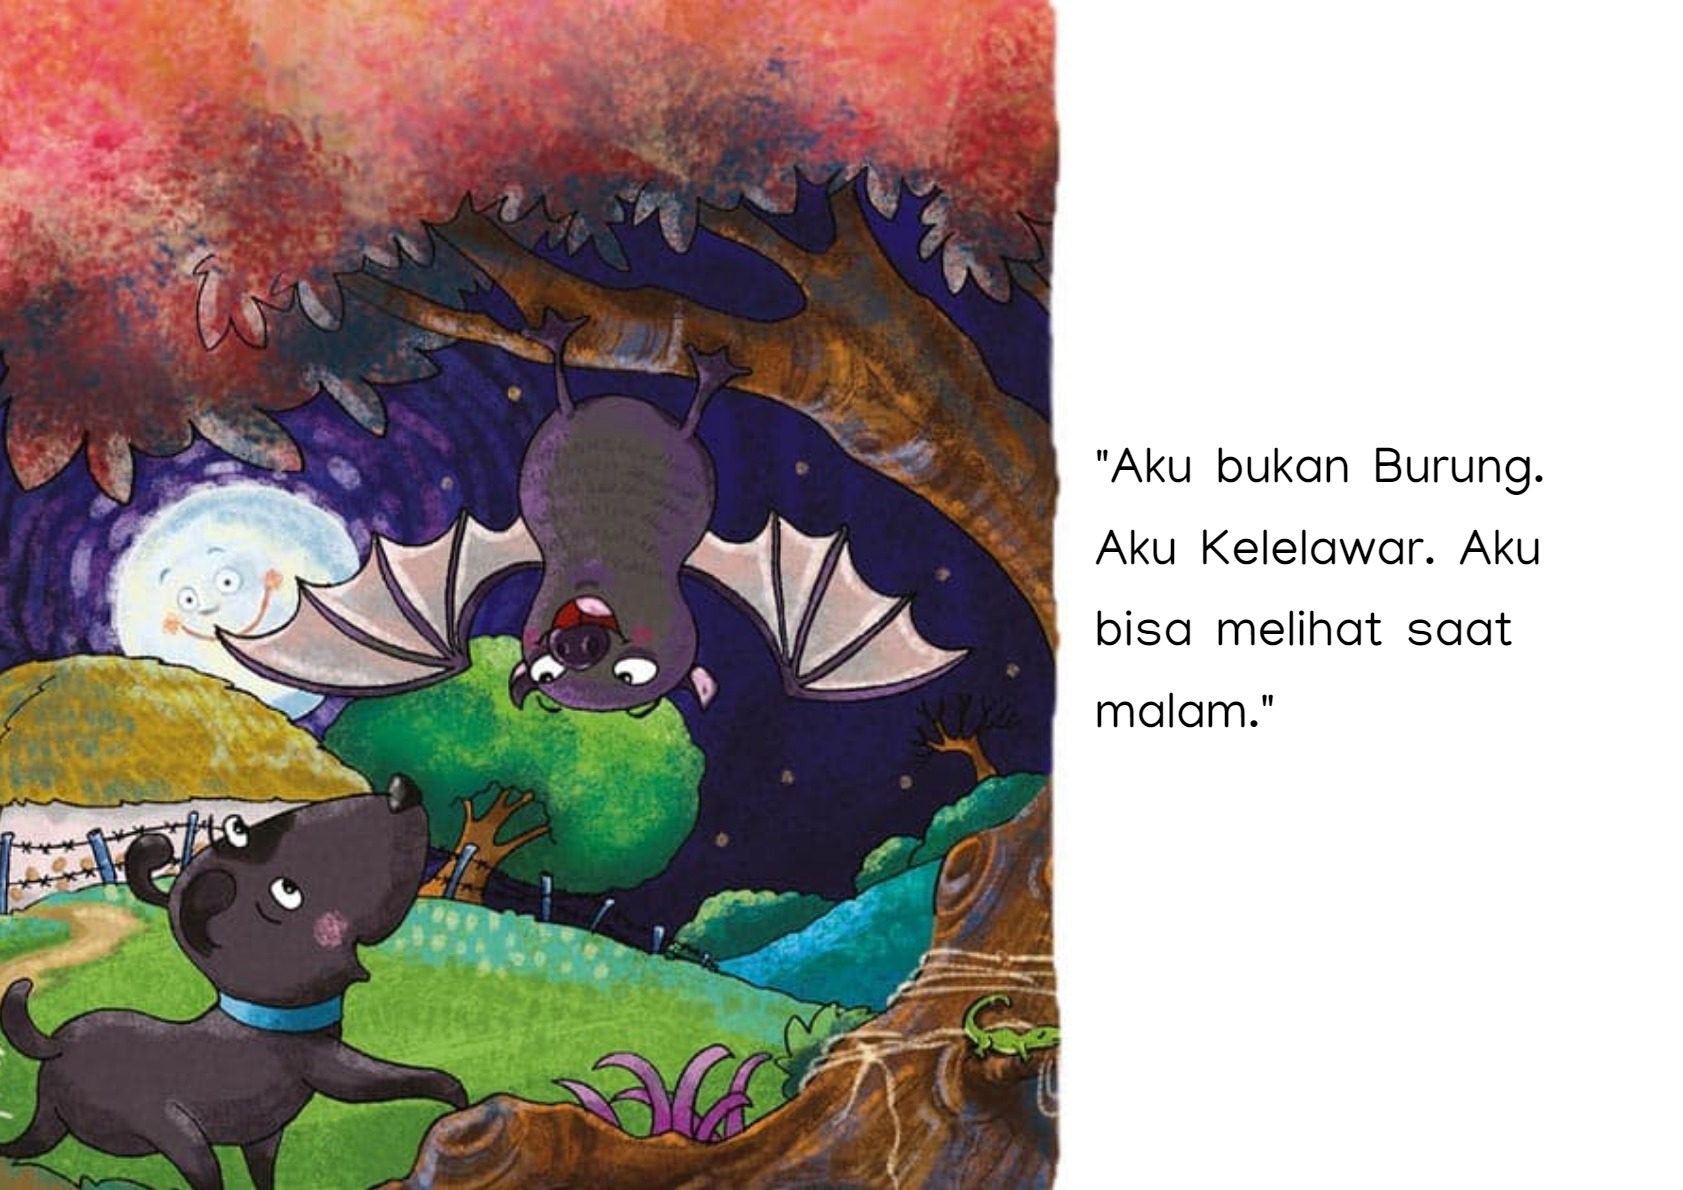 "Aku bukan Burung.
Aku Kelelawar. Aku
bisa melihat saat
malam."